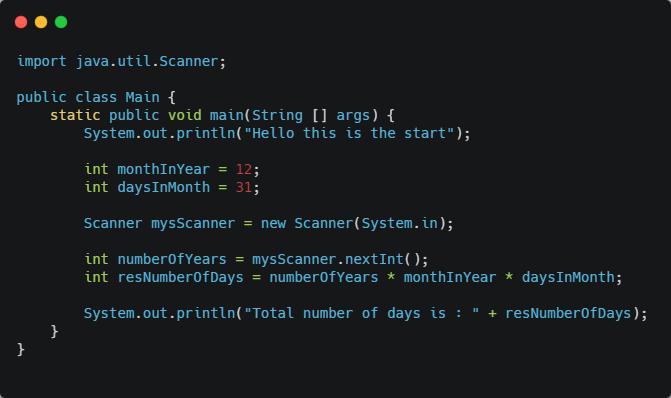 import java.util.Scanner;
public class Main {
static public void main(String [] args) {
System.out.println("Hello this is the start");
int monthInYear = 12;
int daysInMonth = 31;
Scanner mysScanner = new Scanner(System.in);
int numberOfYears = mysScanner.nextInt();
int resNumberOfDays = numberOfYears * monthInYear * daysInMonth;
System.out.println("Total number of days is : " + resNumberOfDays);
}
}